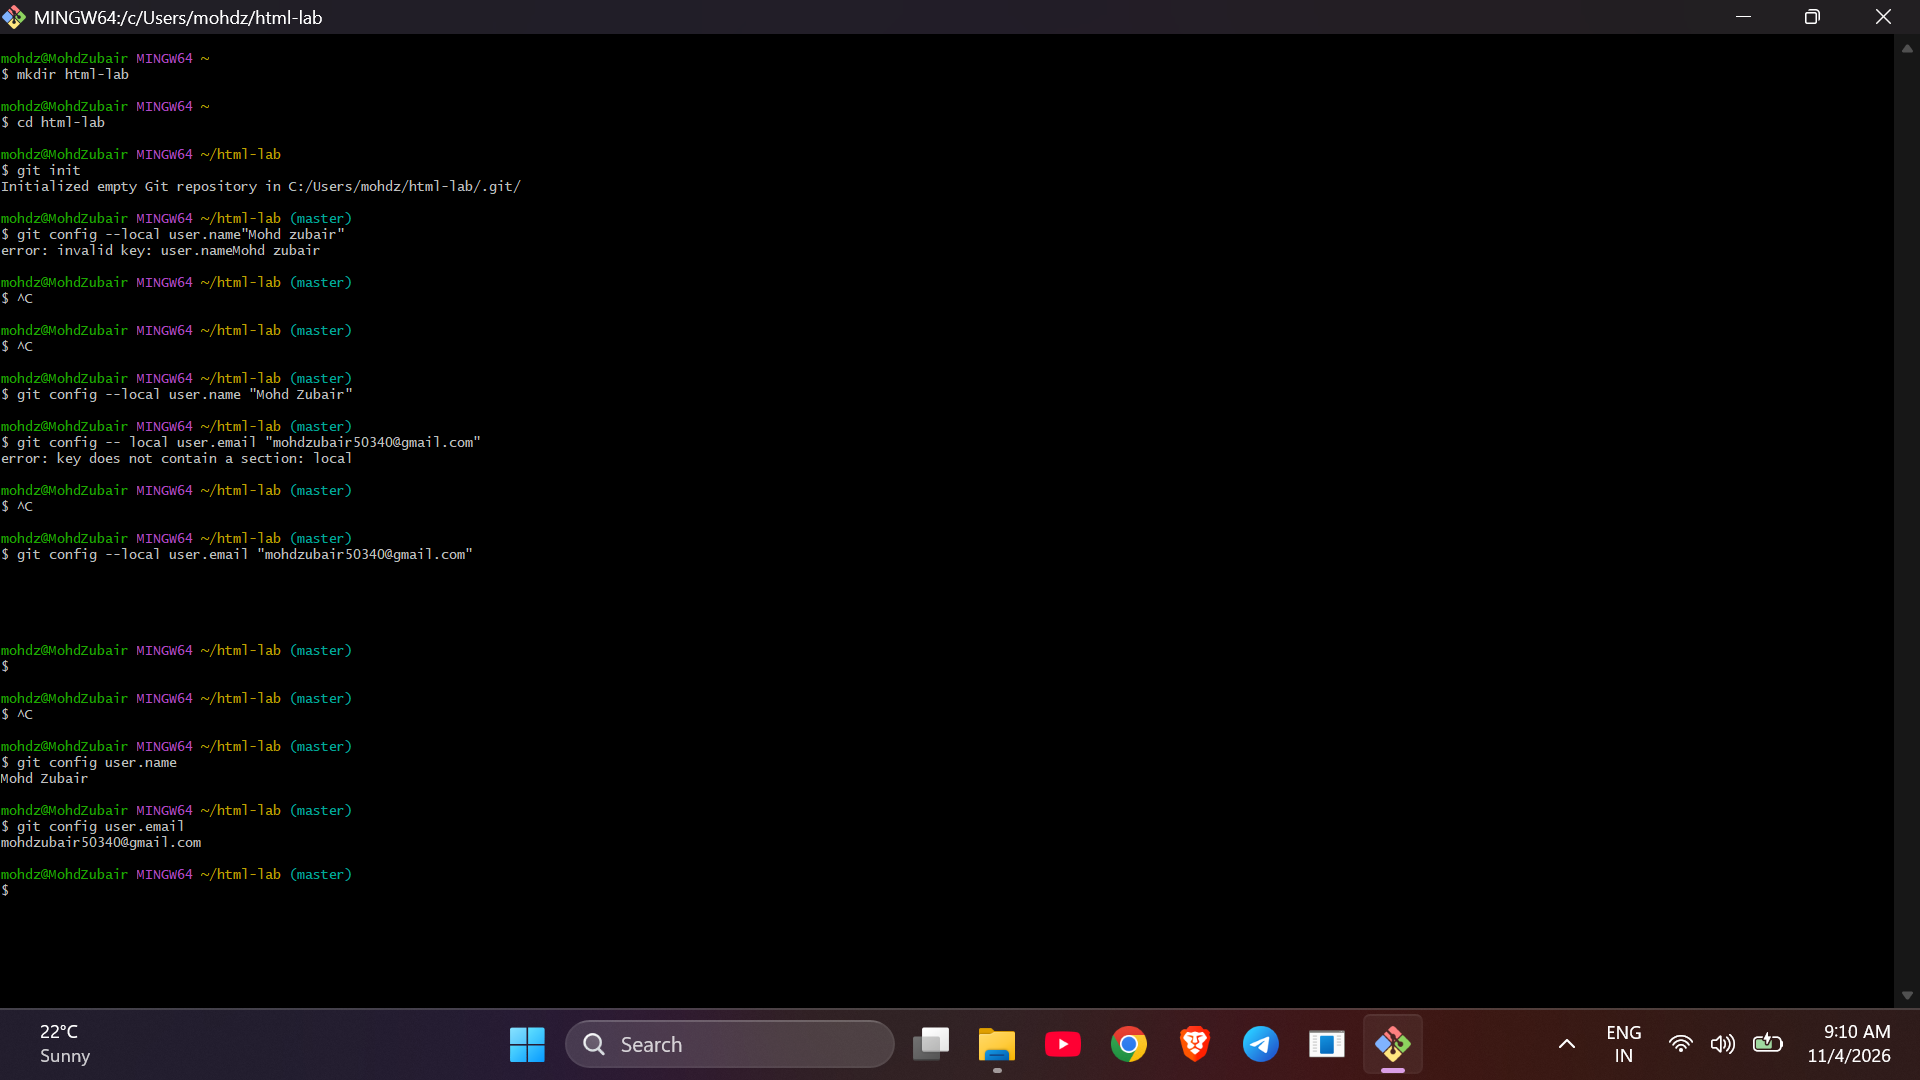 MINGW64:/c/Users/mohdz/html-lab
mohdz@MohdZubair MINGW64 ~
$ mkdir html-lab
mohdz@MohdZubair MINGW64 ~
$ cd html-lab
mohdz@MohdZubair MINGW64 ~/html-lab
$ git init
Initialized empty Git repository in C:/Users/mohdz/html-lab/.git/
mohdz@MohdZubair MINGW64 ~/html-lab (master)
$ git config --local user.name"Mohd zubair"
error: invalid key: user.nameMohd zubair
mohdz@MohdZubair MINGW64 ~/html-lab (master)
$ ^C
mohdz@MohdZubair MINGW64 ~/html-lab (master)
$ ^C
mohdz@MohdZubair MINGW64 ~/html-lab (master)
$ git config --local user.name "Mohd Zubair"
mohdz@MohdZubair MINGW64 ~/html-lab (master)
$ git config -- local user.email "mohdzubair50340@gmail.com"
error: key does not contain a section: local
mohdz@MohdZubair MINGW64 ~/html-lab (master)
$ ^C
mohdz@MohdZubair MINGW64 ~/html-lab (master)
$ git config --local user.email "mohdzubair50340@gmail.com"
mohdz@MohdZubair MINGW64 ~/html-lab (master)
$
mohdz@MohdZubair MINGW64 ~/html-lab (master)
$ ^C
mohdz@MohdZubair MINGW64 ~/html-lab (master)
$ git config user.name
Mohd Zubair
mohdz@MohdZubair MINGW64 ~/html-lab (master)
$ git config user.email
mohdzubair50340@gmail.com
mohdz@MohdZubair MINGW64 ~/html-lab (master)
$
22°C
Sunny
Search
ENG
IN
9:10 AM
11/4/2026